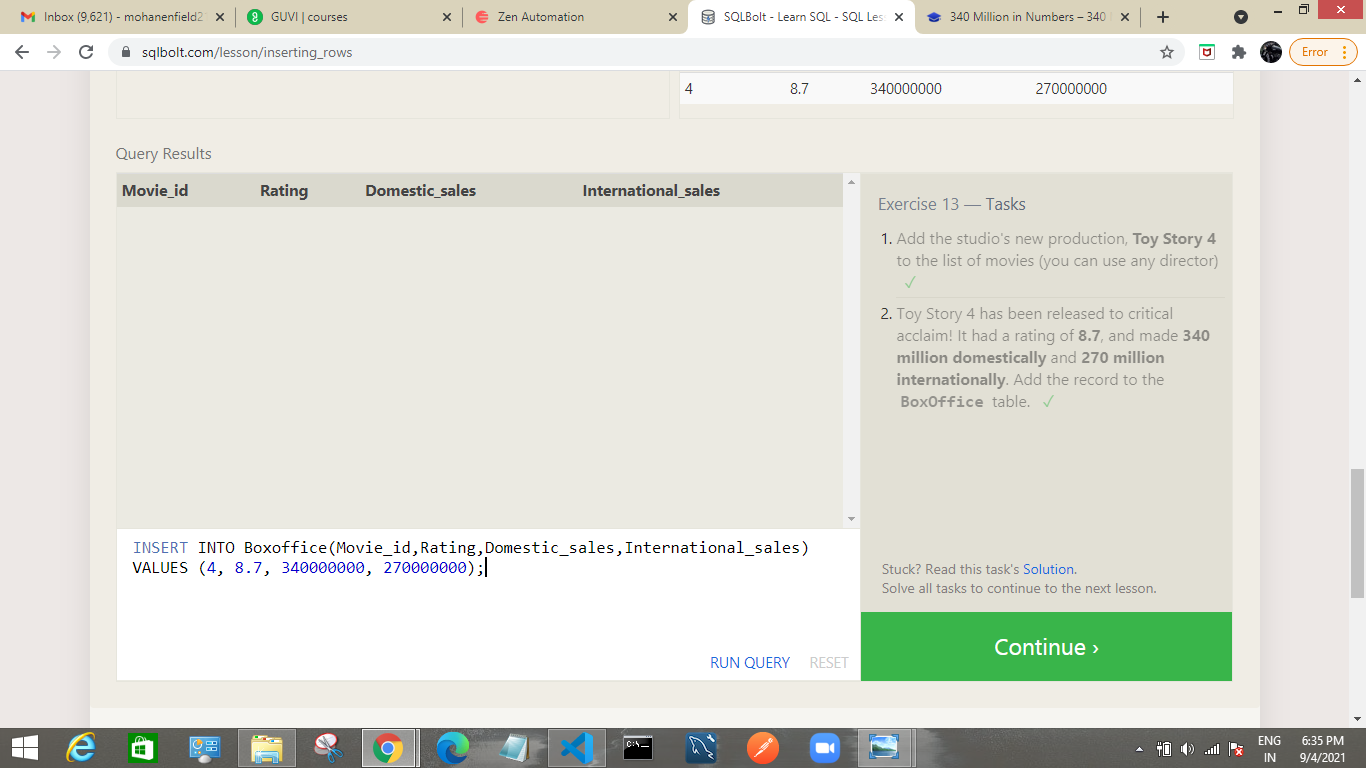 Inbox (9,621) - mohanenfield2
GUVI | courses
Zen Automation
SQLBolt - Learn SQL - SQL Les
340 Million in Numbers – 340
sqlbolt.com/lesson/inserting_rows
Error
4 8.7 340000000 270000000
Query Results
Movie_id Rating Domestic_sales International_sales
Exercise 13 — Tasks
1. Add the studio's new production, Toy Story 4
to the list of movies (you can use any director)
✓
2. Toy Story 4 has been released to critical
acclaim! It had a rating of 8.7, and made 340
million domestically and 270 million
internationally. Add the record to the
BoxOffice table. ✓
INSERT INTO Boxoffice(Movie_id,Rating,Domestic_sales,International_sales)
VALUES (4, 8.7, 340000000, 270000000);
Stuck? Read this task's Solution.
Solve all tasks to continue to the next lesson.
RUN QUERY RESET
Continue ›
ENG
IN
6:35 PM
9/4/2021